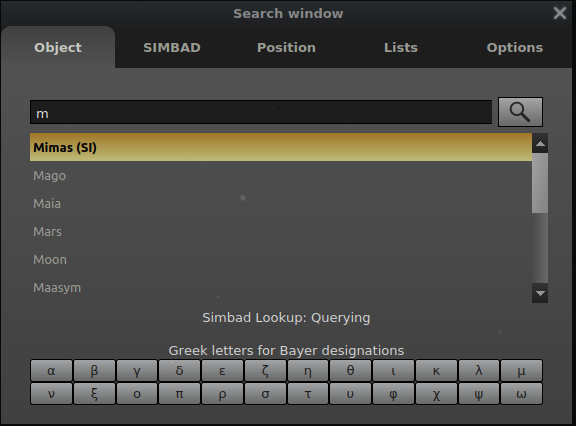 Search window
Object SIMBAD Position Lists Options
m
Mimas (SI)
Mago
Maia
Mars
Moon
Maasym
Simbad Lookup: Querying
Greek letters for Bayer designations
α β γ δ ε ζ η θ ι κ λ μ
ν ξ ο π ρ σ τ υ φ χ ψ ω